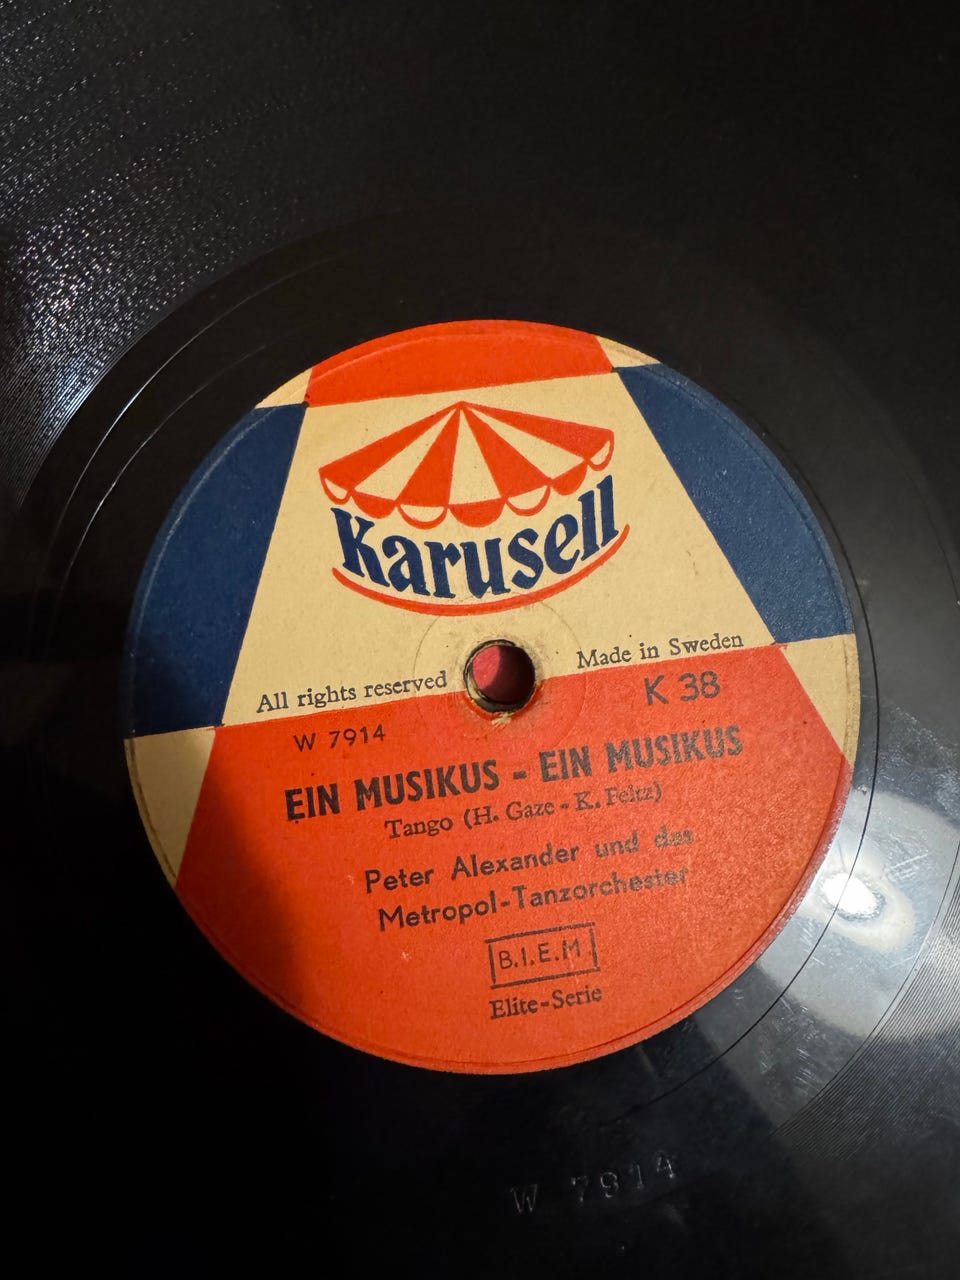 Karusell
All rights reserved
Made in Sweden
W 7914
K 38
EIN MUSIKUS - EIN MUSIKUS
Tango (H. Gaze - K. Feltz)
Peter Alexander und das
Metropol-Tanzorchester
B.I.E.M.
Elite-Serie
W 7914